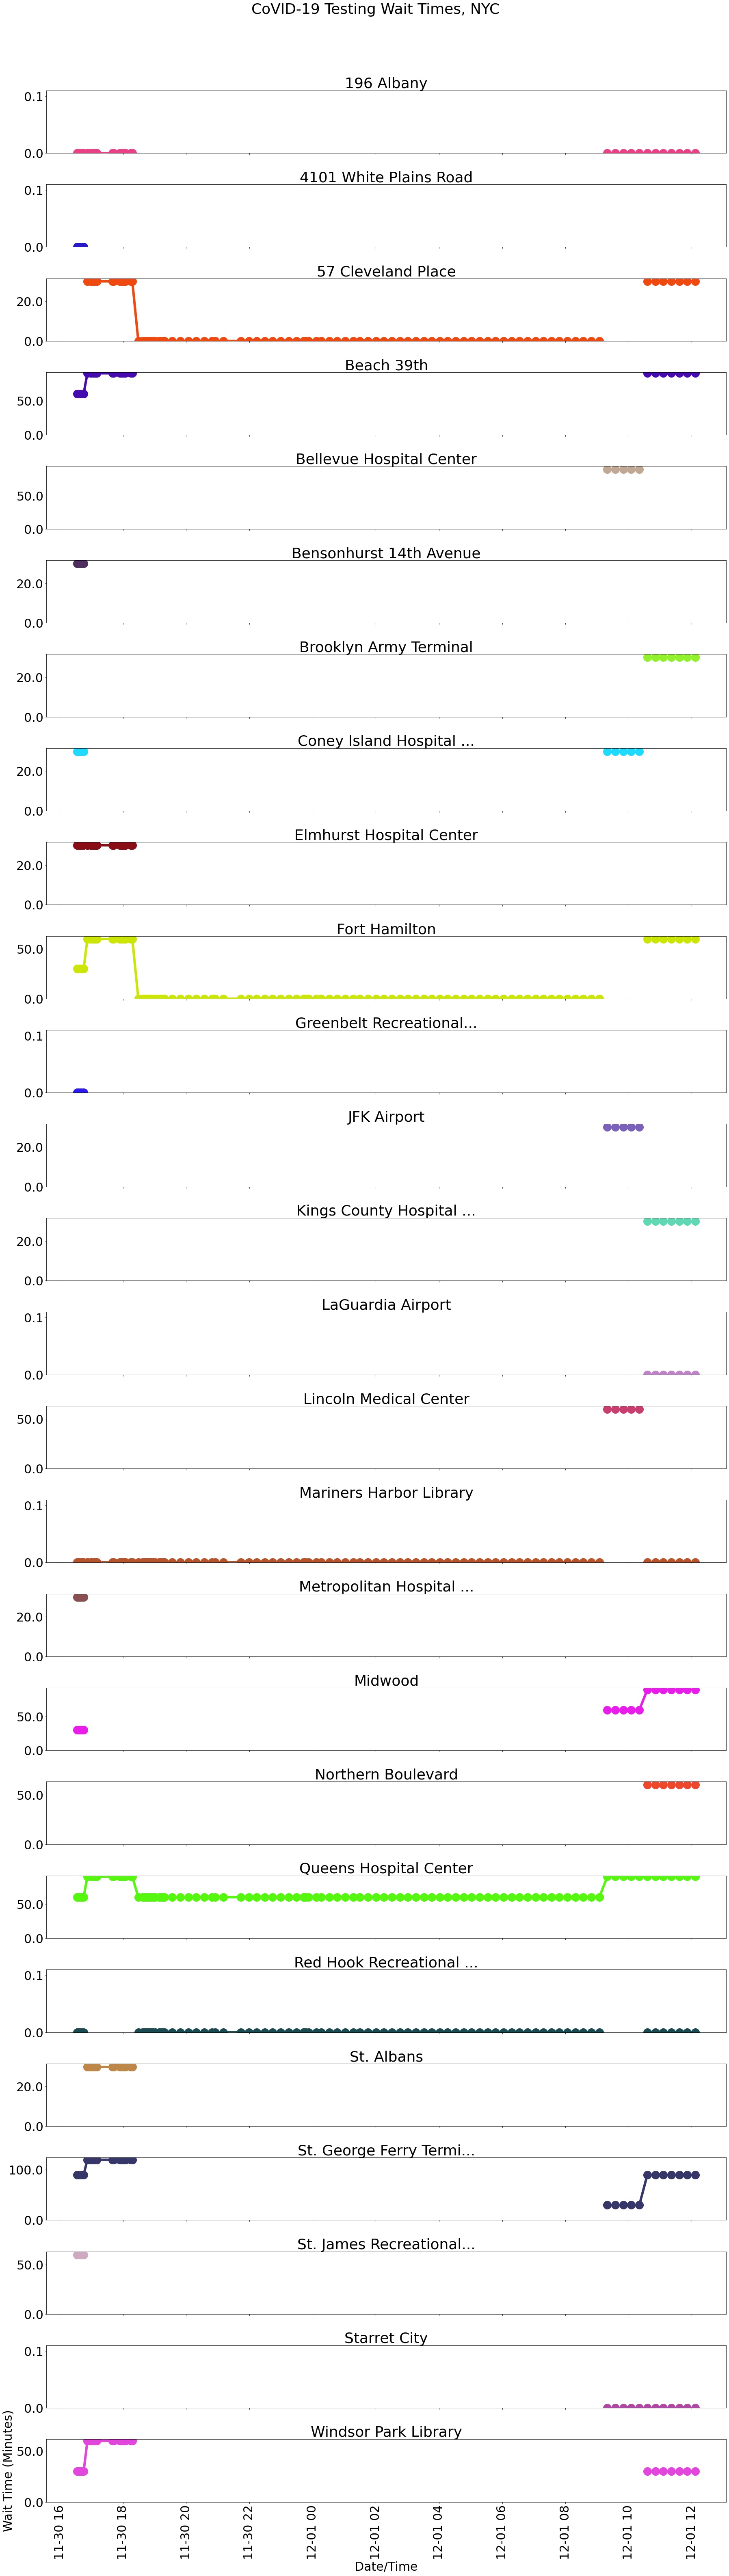 CoVID-19 Testing Wait Times, NYC
196 Albany
0.1
0.0
4101 White Plains Road
0.1
0.0
57 Cleveland Place
20.0
0.0
Beach 39th
50.0
0.0
Bellevue Hospital Center
50.0
0.0
Bensonhurst 14th Avenue
20.0
0.0
Brooklyn Army Terminal
20.0
0.0
Coney Island Hospital ...
20.0
0.0
Elmhurst Hospital Center
20.0
0.0
Fort Hamilton
50.0
0.0
Greenbelt Recreational...
0.1
0.0
JFK Airport
20.0
0.0
Kings County Hospital ...
20.0
0.0
LaGuardia Airport
0.1
0.0
Lincoln Medical Center
50.0
0.0
Mariners Harbor Library
0.1
0.0
Metropolitan Hospital ...
20.0
0.0
Midwood
50.0
0.0
Northern Boulevard
50.0
0.0
Queens Hospital Center
50.0
0.0
Red Hook Recreational ...
0.1
0.0
St. Albans
20.0
0.0
St. George Ferry Termi...
100.0
0.0
St. James Recreational...
50.0
0.0
Starret City
0.1
0.0
Windsor Park Library
50.0
0.0
Wait Time (Minutes)
11-30 16
11-30 18
11-30 20
11-30 22
12-01 00
12-01 02
12-01 04
12-01 06
12-01 08
12-01 10
12-01 12
Date/Time